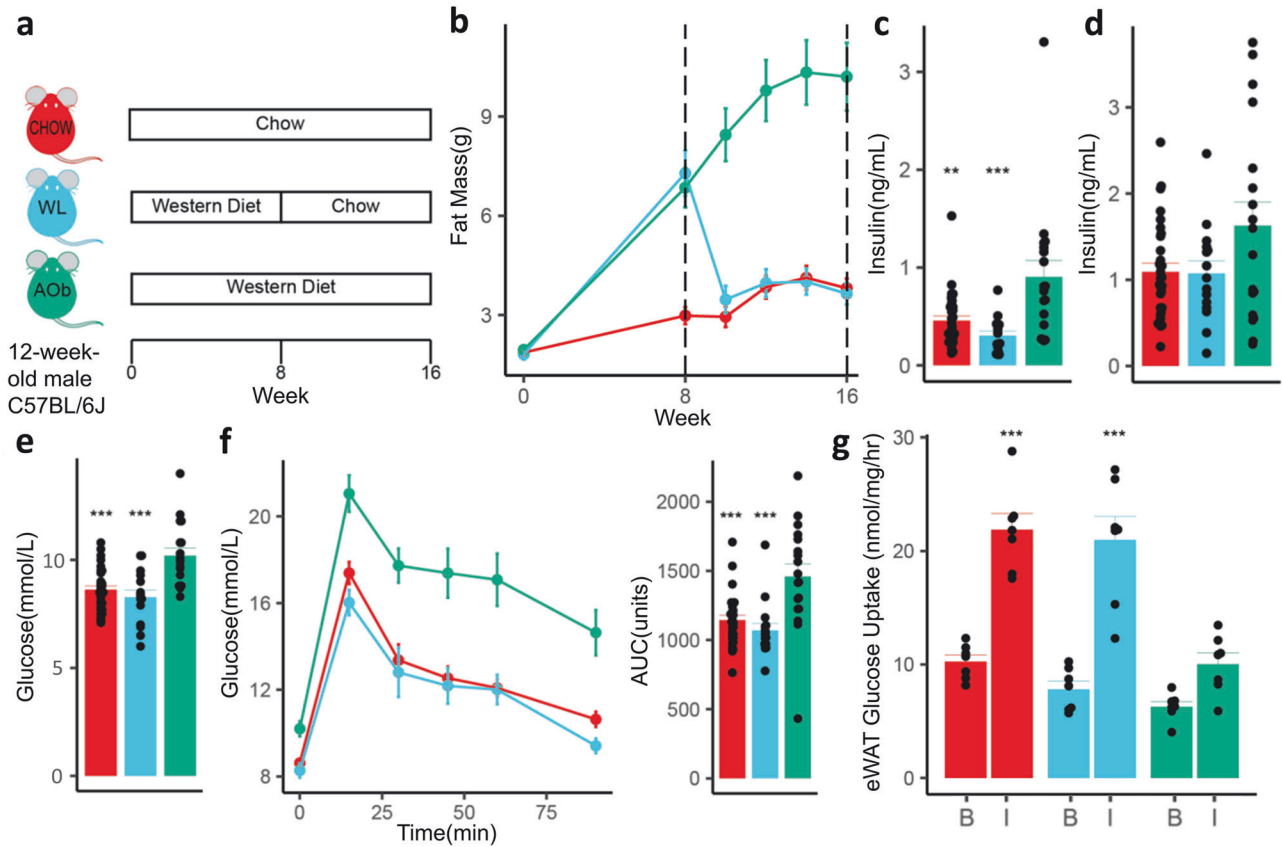 a
CHOW
Chow
WL
Western Diet
Chow
AOb
Western Diet
12-week-
old male
C57BL/6J
0
8
16
Week
b
Fat Mass(g)
9
6
3
0
8
16
Week
c
Insulin(ng/mL)
3
2
1
0
**
***
d
Insulin(ng/mL)
3
2
1
0
e
Glucose(mmol/L)
10
5
0
***
***
f
Glucose(mmol/L)
20
16
12
8
0
25
50
75
Time(min)
AUC(units)
2000
1500
1000
500
0
***
***
g
eWAT Glucose Uptake (nmol/mg/hr)
30
20
10
0
***
***
B
I
B
I
B
I